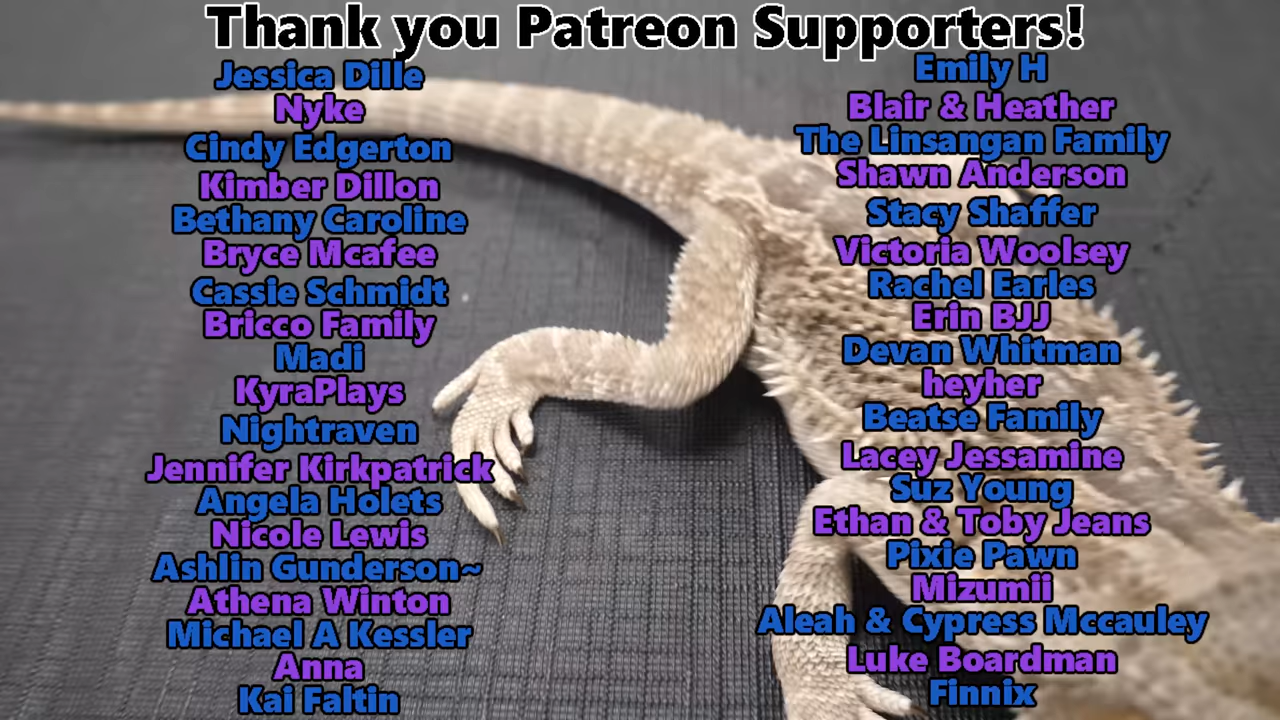 Thank you Patreon Supporters!
Jessica Dille
Nyke
Cindy Edgerton
Kimber Dillon
Bethany Caroline
Bryce Mcafee
Cassie Schmidt
Bricco Family
Madi
KyraPlays
Nightraven
Jennifer Kirkpatrick
Angela Holets
Nicole Lewis
Ashlin Gunderson~
Athena Winton
Michael A Kessler
Anna
Kai Faltin
Emily H
Blair & Heather
The Linsangan Family
Shawn Anderson
Stacy Shaffer
Victoria Woolsey
Rachel Earles
Erin BJJ
Devan Whitman
heyher
Beatse Family
Lacey Jessamine
Suz Young
Ethan & Toby Jeans
Pixie Pawn
Mizumii
Aleah & Cypress Mccauley
Luke Boardman
Finnix